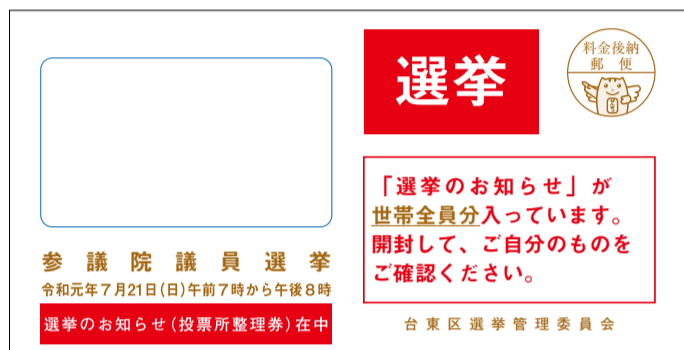 選挙
料金後納
郵便
「選挙のお知らせ」が
世帯全員分入っています。
開封して、ご自分のものを
ご確認ください。
参議院議員選挙
令和元年7月21日(日)午前7時から午後8時
選挙のお知らせ(投票所整理券)在中
台東区選挙管理委員会